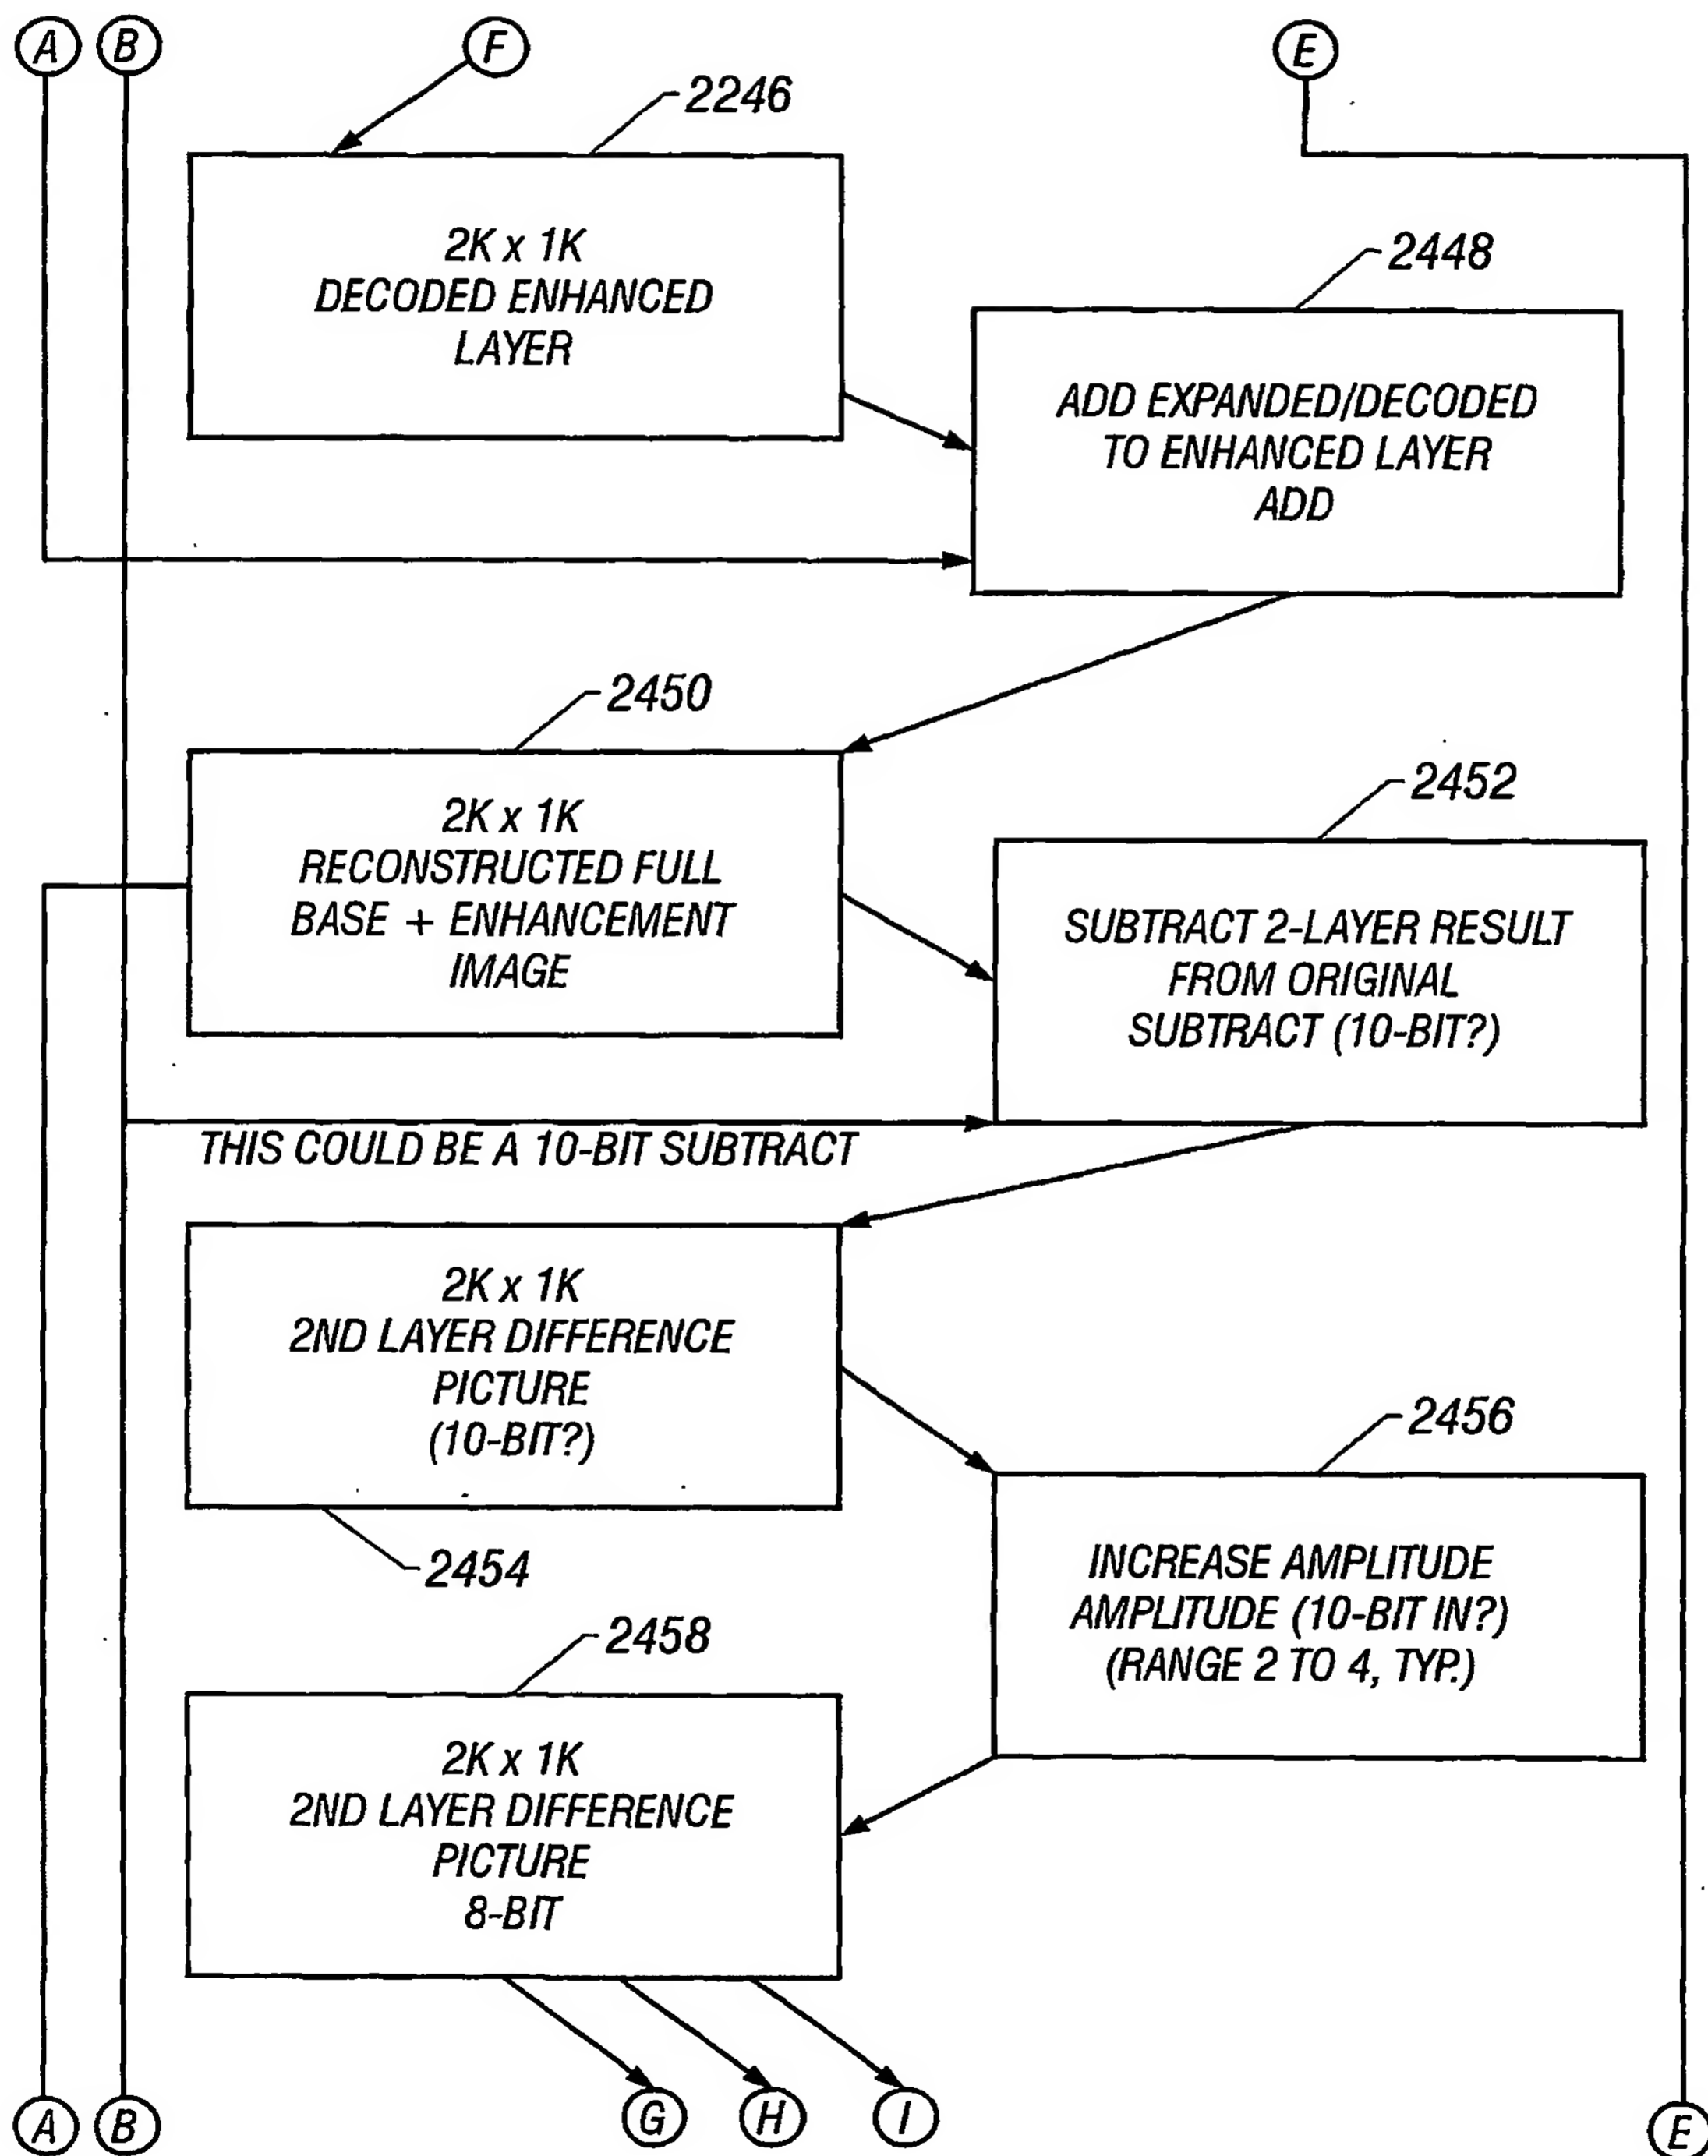 A B F E
2246
2K x 1K
DECODED ENHANCED
LAYER
2448
ADD EXPANDED/DECODED
TO ENHANCED LAYER
ADD
2450
2K x 1K
RECONSTRUCTED FULL
BASE + ENHANCEMENT
IMAGE
2452
SUBTRACT 2-LAYER RESULT
FROM ORIGINAL
SUBTRACT (10-BIT?)
THIS COULD BE A 10-BIT SUBTRACT
2K x 1K
2ND LAYER DIFFERENCE
PICTURE
(10-BIT?)
2454
2456
INCREASE AMPLITUDE
AMPLITUDE (10-BIT IN?)
(RANGE 2 TO 4, TYP.)
2458
2K x 1K
2ND LAYER DIFFERENCE
PICTURE
8-BIT
A B G H I E